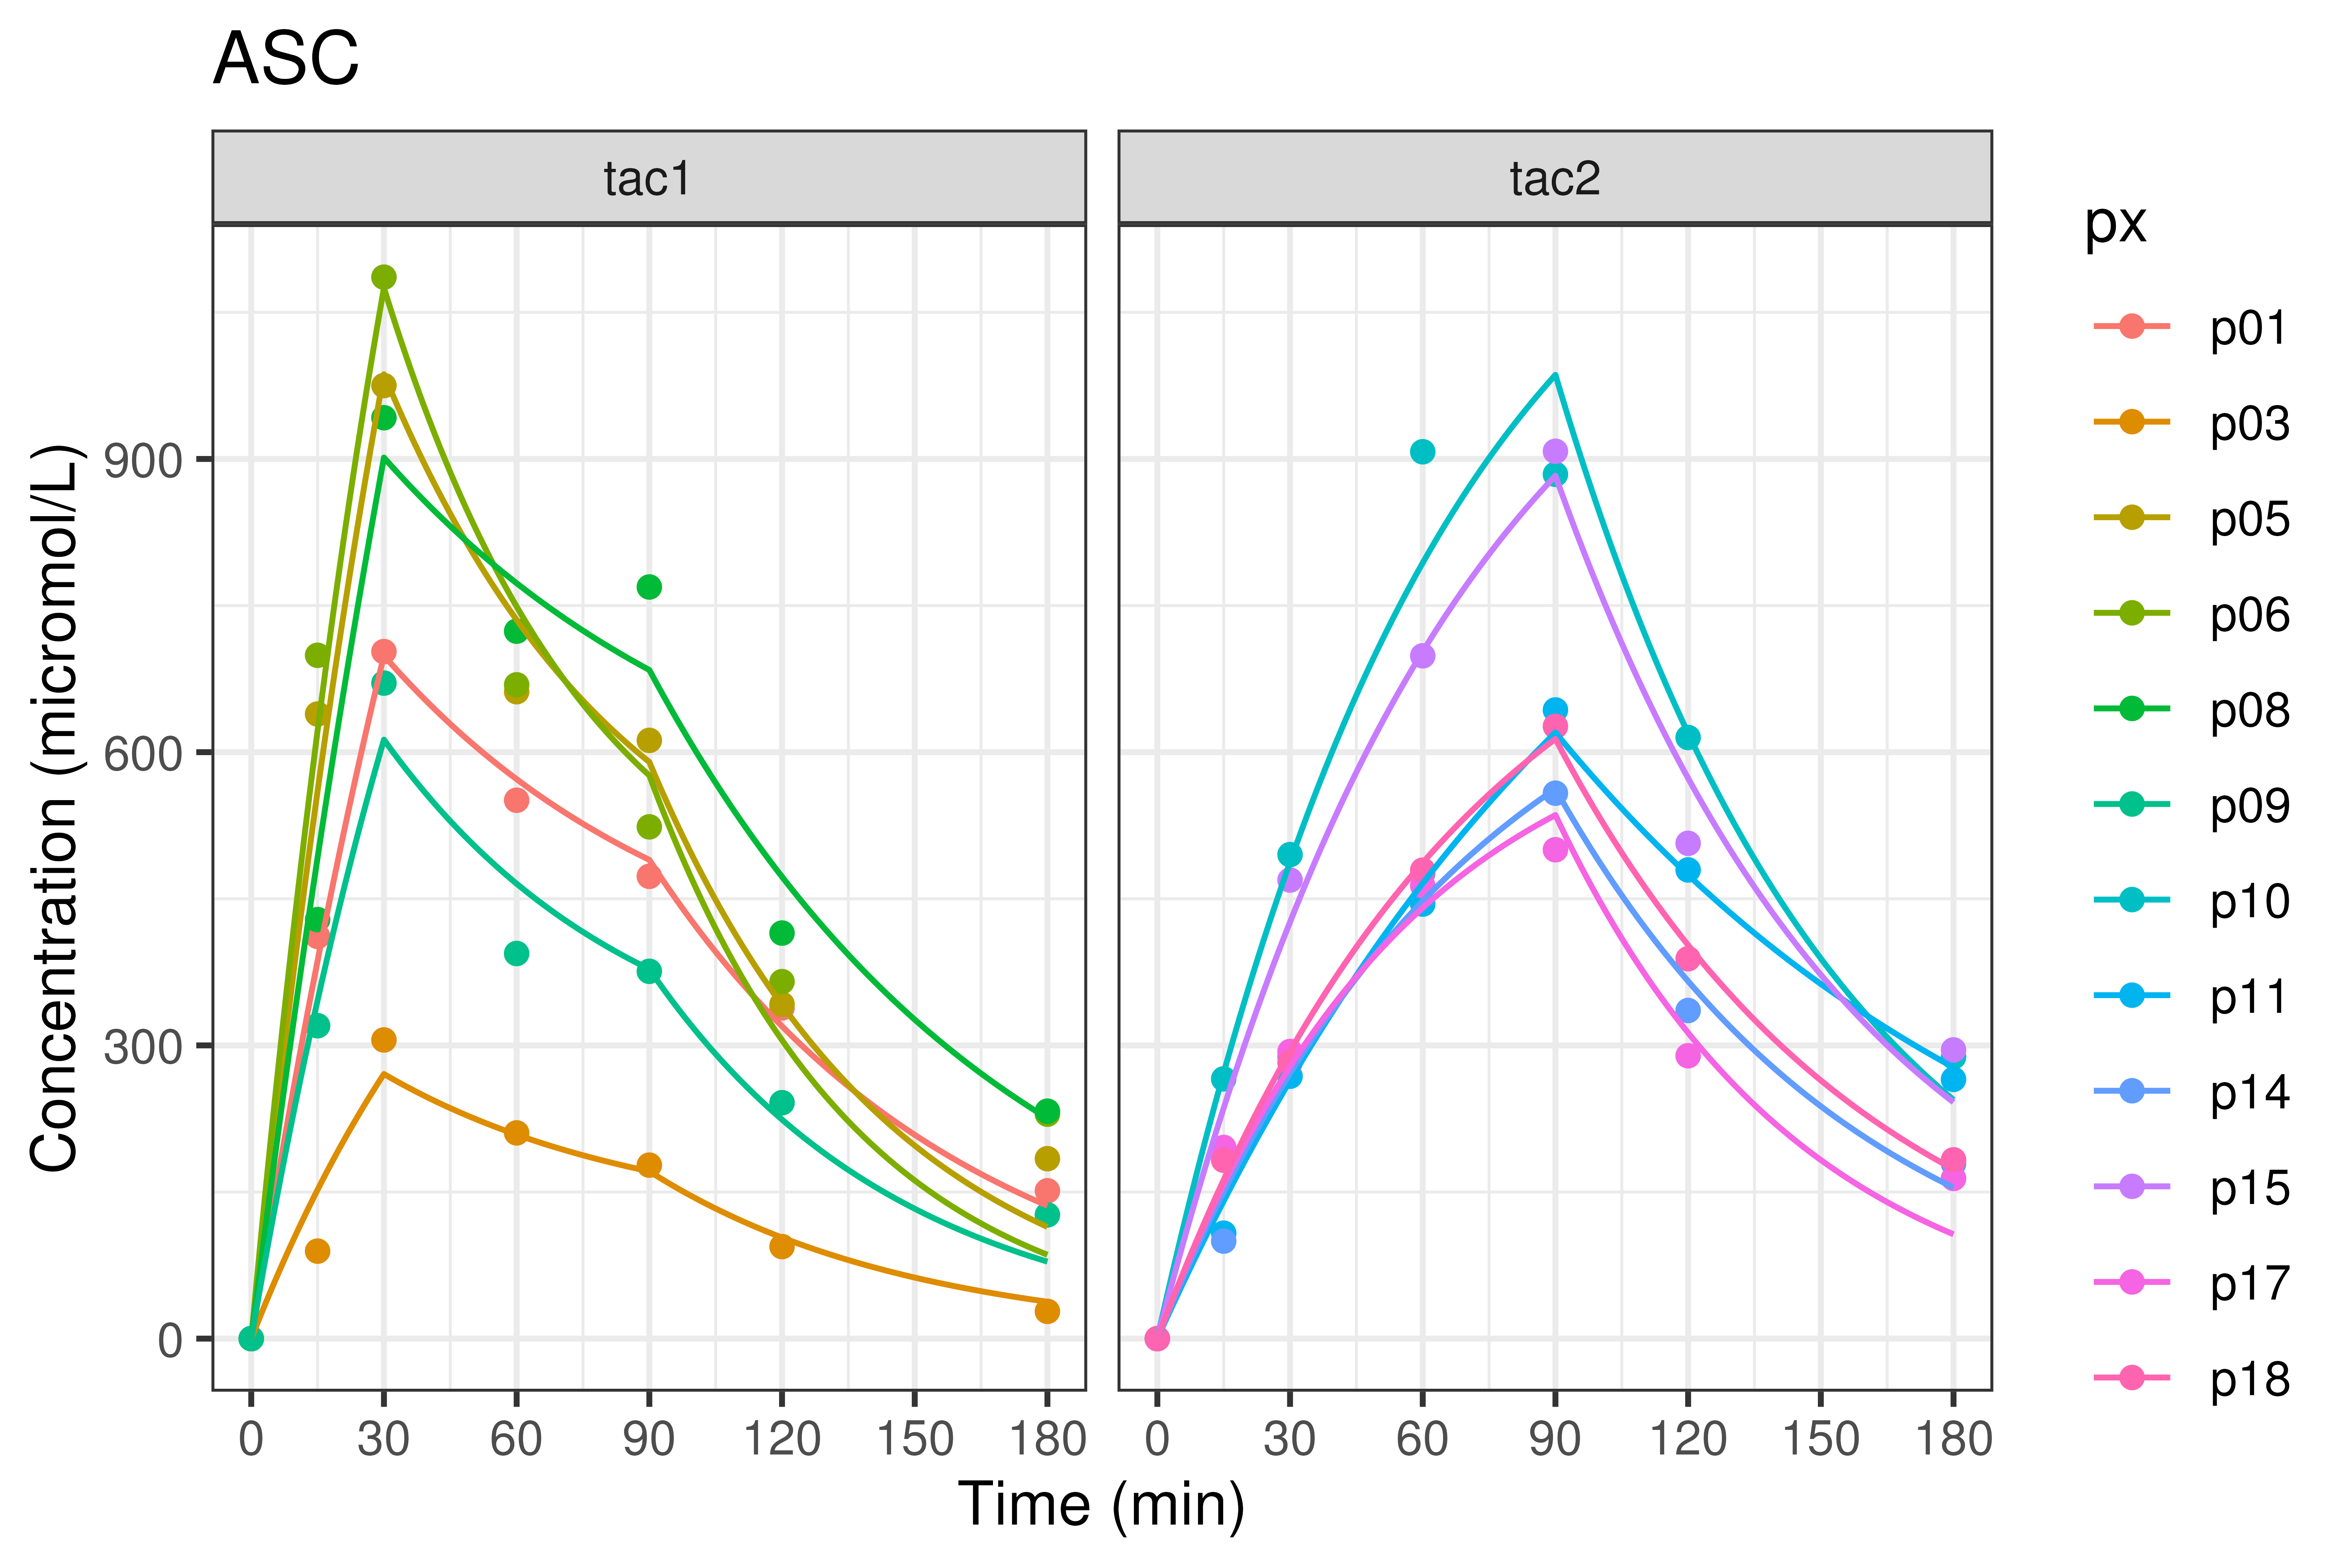 ASC
tac1
tac2
Concentration (micromol/L)
900
600
300
0
0 30 60 90 120 150 180
0 30 60 90 120 150 180
Time (min)
px
p01
p03
p05
p06
p08
p09
p10
p11
p14
p15
p17
p18